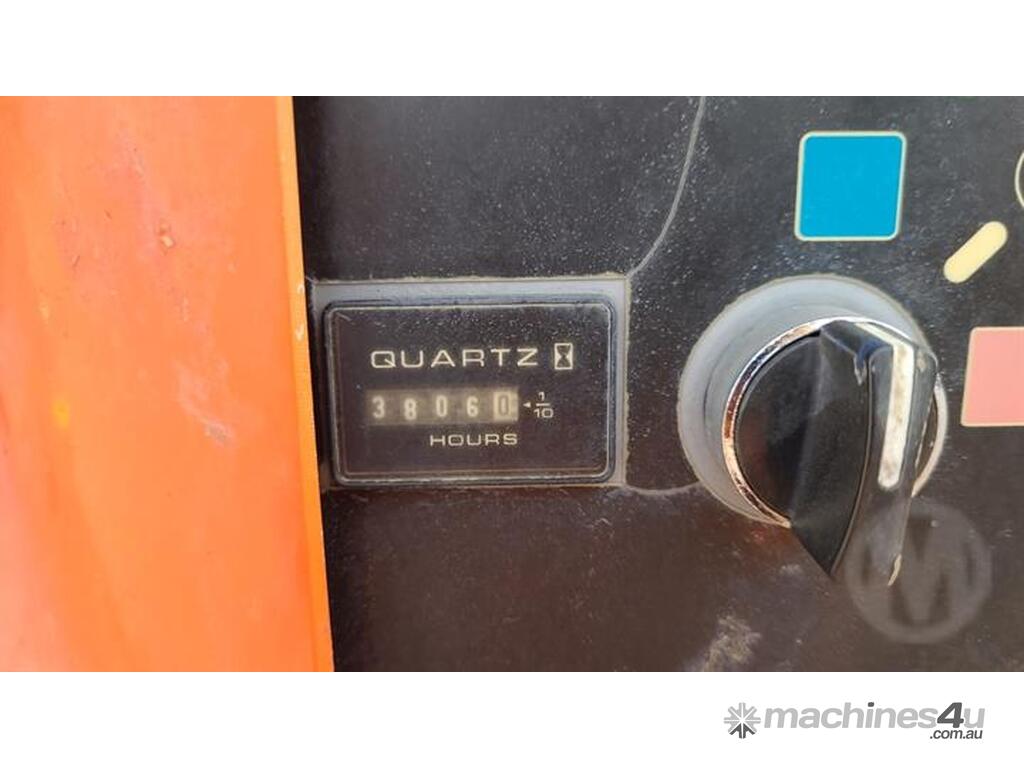 QUARTZ
38060 1/10
HOURS
M
machines4u
.com.au